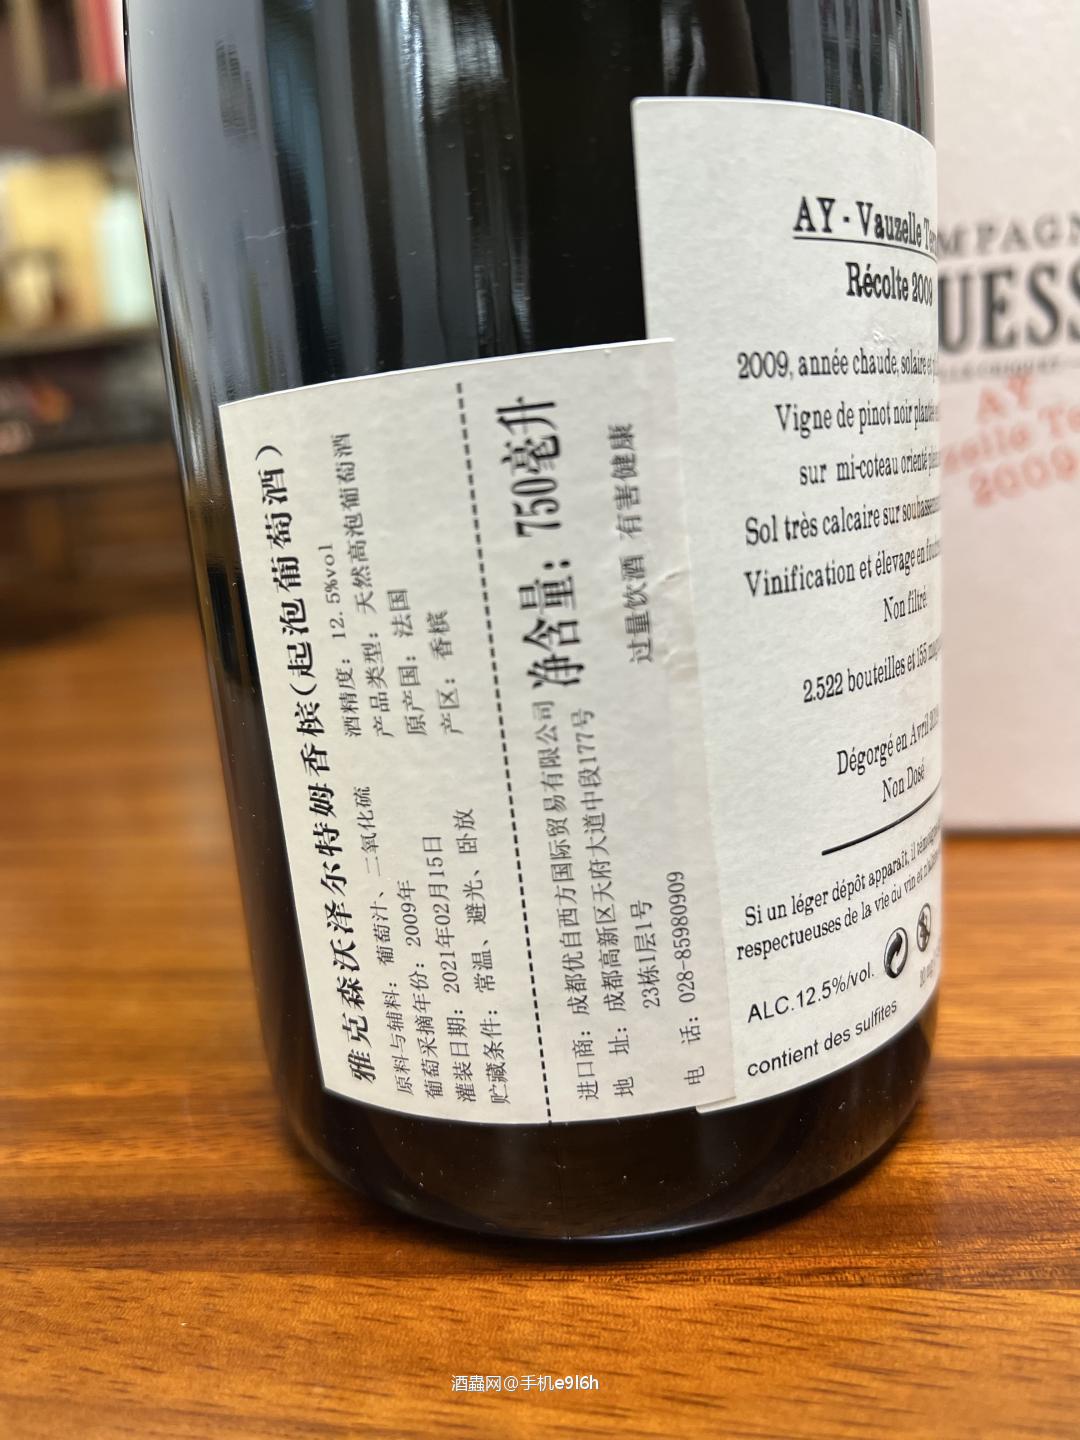 雅克森沃泽尔特姆香槟(起泡葡萄酒)
原料与辅料：葡萄汁、二氧化硫
酒精度：12.5%vol
葡萄采摘年份：2009年
产品类型：天然高泡葡萄酒
灌装日期：2021年02月15日
原产国：法国
贮藏条件：常温、避光、卧放
产区：香槟
净含量：750毫升
进口商：成都优自西方国际贸易有限公司
地 址：成都高新区天府大道中段177号
23栋1层1号
电 话：028-85980909
过量饮酒 有害健康
AY - Vauzelle
Récolte 2009
2009, année chaude, solaire et
Vigne de pinot noir
sur mi-coteau orienté
Sol très calcaire sur
Vinification et élevage en
Non filtré.
2.522 bouteilles et 155
Dégorgé en Avril
Non Dosé
Si un léger dépôt apparaît, il
respectueuses de la vie du vin et
ALC.12.5%/vol.
contient des sulfites
MPAGN
UESS
AY
2009
酒蟲网@手机e9l6h